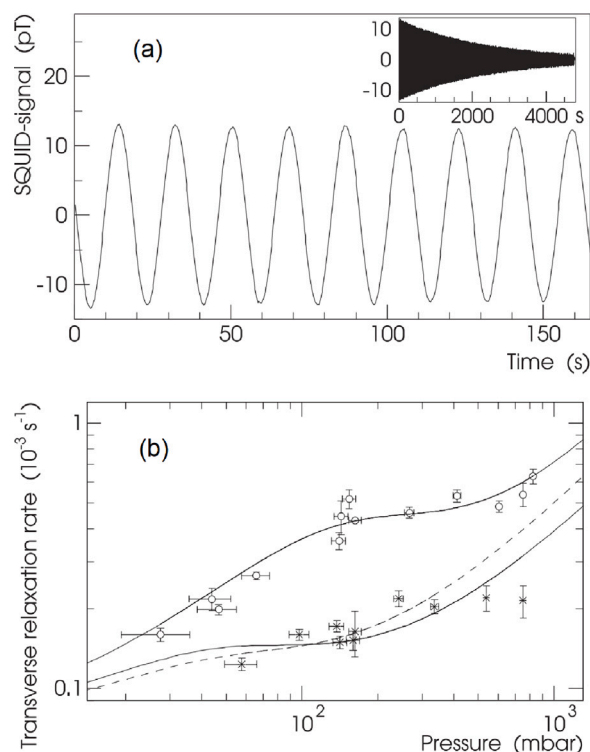 (a)
SQUID-signal (pT)
20
10
0
-10
0
50
100
150
Time (s)
10
0
-10
0
2000
4000
s
(b)
Transverse relaxation rate (10⁻³ s⁻¹)
1
0.1
10²
10³
Pressure (mbar)